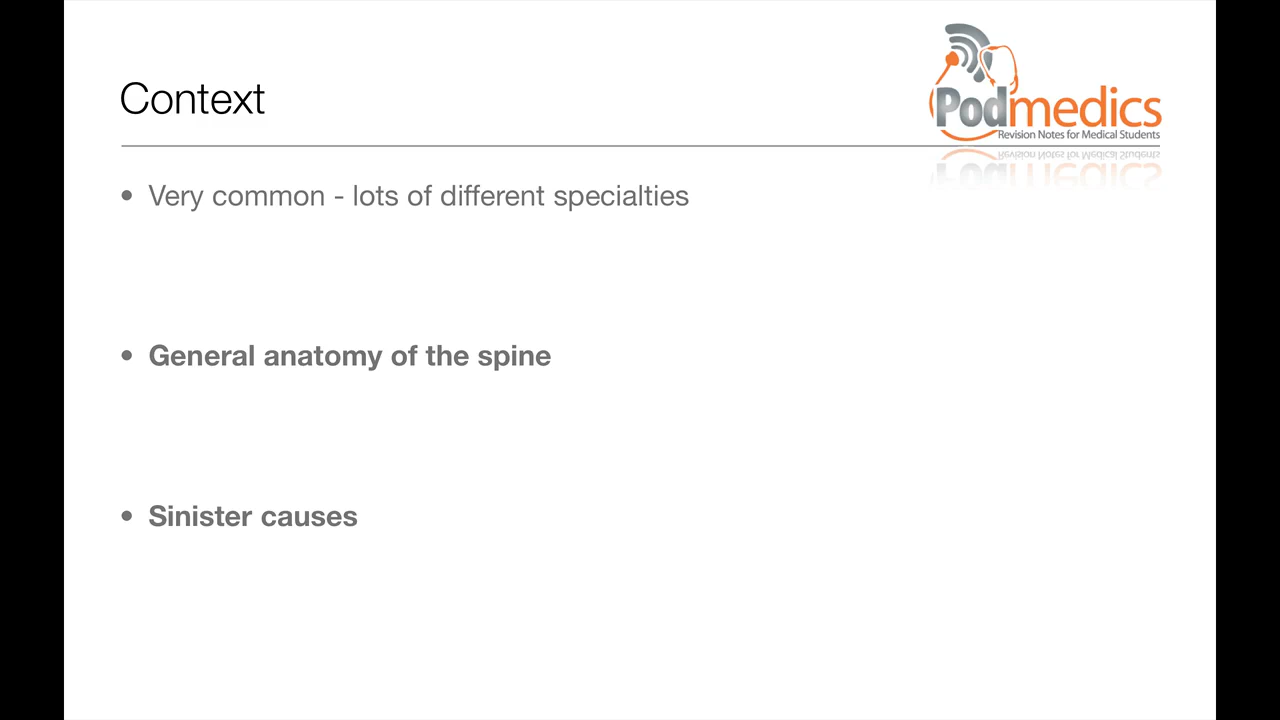 Context
Podmedics
Revision Notes for Medical Students
• Very common - lots of different specialties
• General anatomy of the spine
• Sinister causes